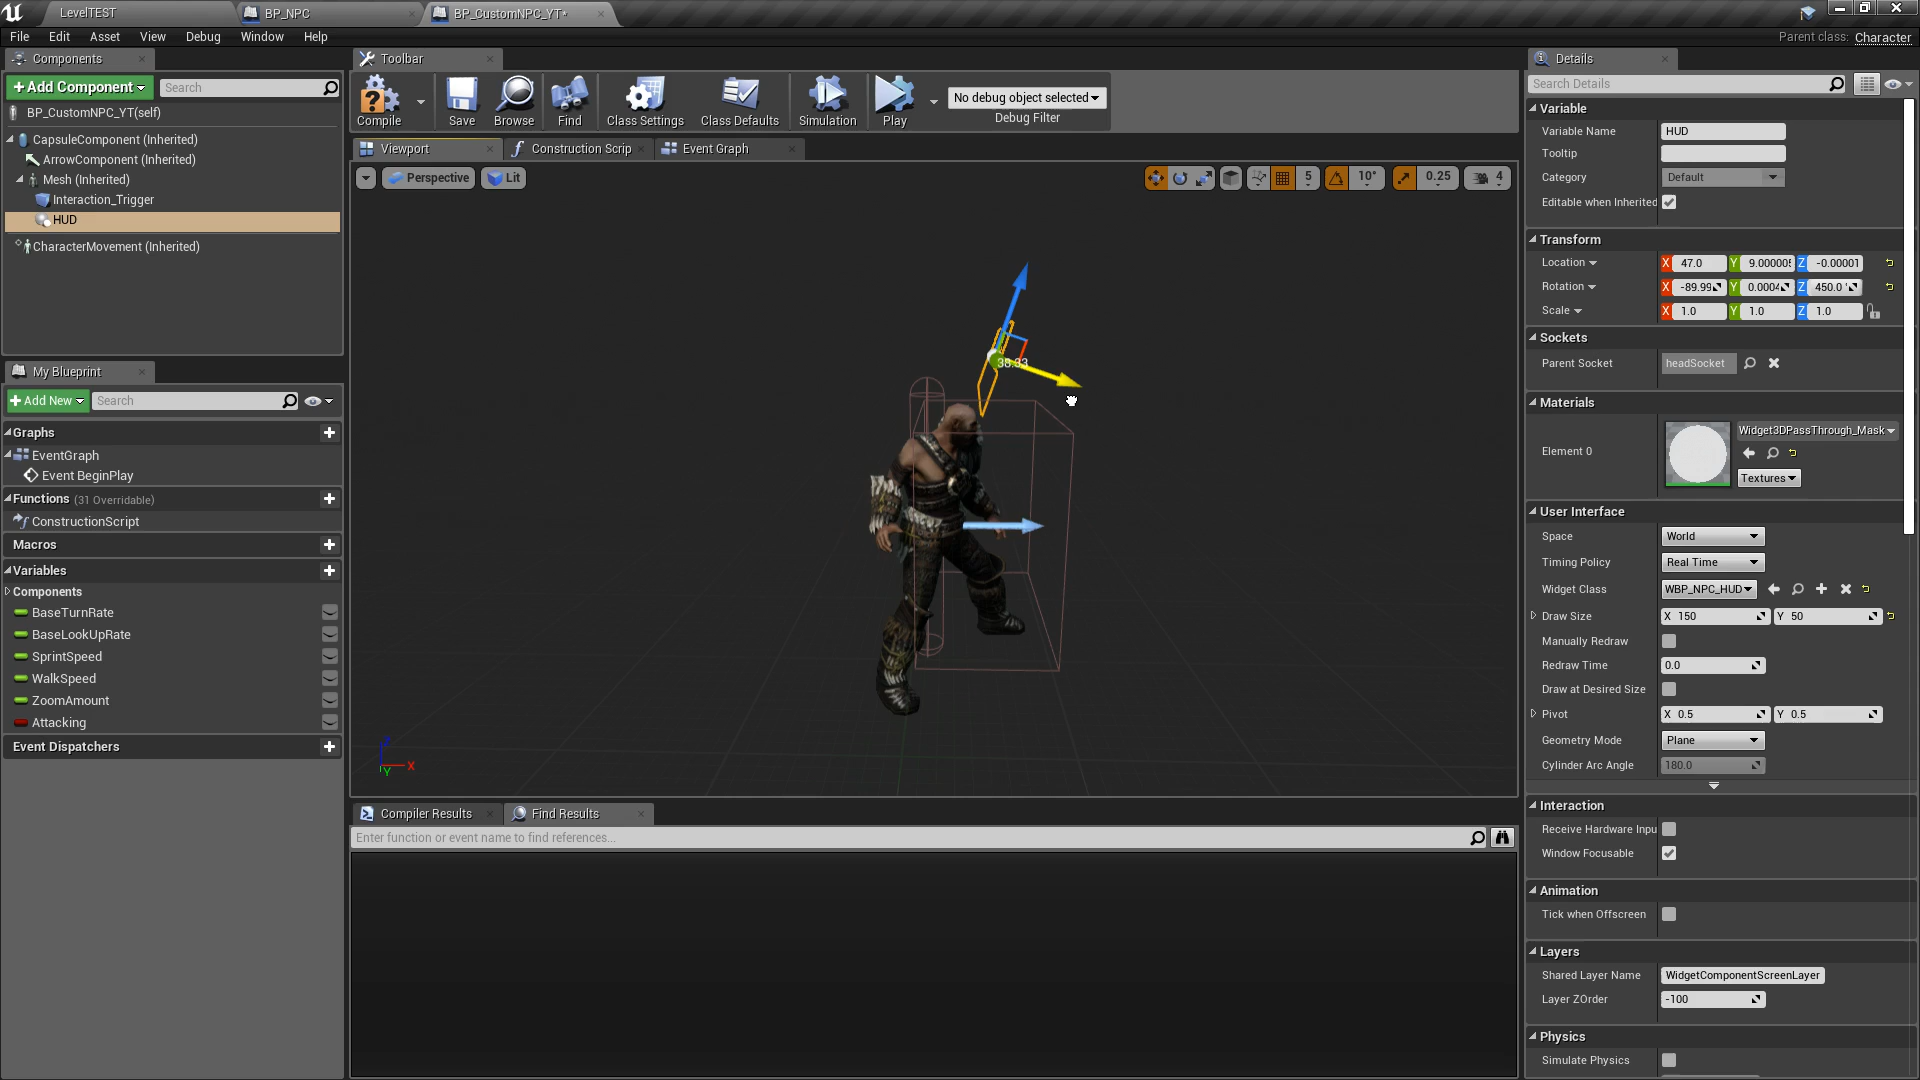 LevelTEST
BP_NPC
BP_CustomNPC_YT*
File Edit Asset View Debug Window Help
Parent class: Character
Components
+Add Component
Search
BP_CustomNPC_YT(self)
CapsuleComponent (Inherited)
ArrowComponent (Inherited)
Mesh (Inherited)
Interaction_Trigger
HUD
CharacterMovement (Inherited)
My Blueprint
+Add New
Search
Graphs
EventGraph
Event BeginPlay
Functions (31 Overridable)
ConstructionScript
Macros
Variables
Components
BaseTurnRate
BaseLookUpRate
SprintSpeed
WalkSpeed
ZoomAmount
Attacking
Event Dispatchers
Toolbar
Compile
Save
Browse
Find
Class Settings
Class Defaults
Simulation
Play
No debug object selected
Debug Filter
Viewport
Construction Scrip
Event Graph
Perspective
Lit
5
10°
0.25
4
X
Y
Compiler Results
Find Results
Enter function or event name to find references...
Details
Search Details
Variable
Variable Name HUD
Tooltip
Category Default
Editable when Inherited
Transform
Location X 47.0 Y 9.00000 Z -0.00001
Rotation X -89.99 Y 0.0004 Z 450.0
Scale X 1.0 Y 1.0 Z 1.0
Sockets
Parent Socket headSocket
Materials
Element 0
Widget3DPassThrough_Mask
Textures
User Interface
Space World
Timing Policy Real Time
Widget Class WBP_NPC_HUD
Draw Size X 150 Y 50
Manually Redraw
Redraw Time 0.0
Draw at Desired Size
Pivot X 0.5 Y 0.5
Geometry Mode Plane
Cylinder Arc Angle 180.0
Interaction
Receive Hardware Inpu
Window Focusable
Animation
Tick when Offscreen
Layers
Shared Layer Name WidgetComponentScreenLayer
Layer ZOrder -100
Physics
Simulate Physics